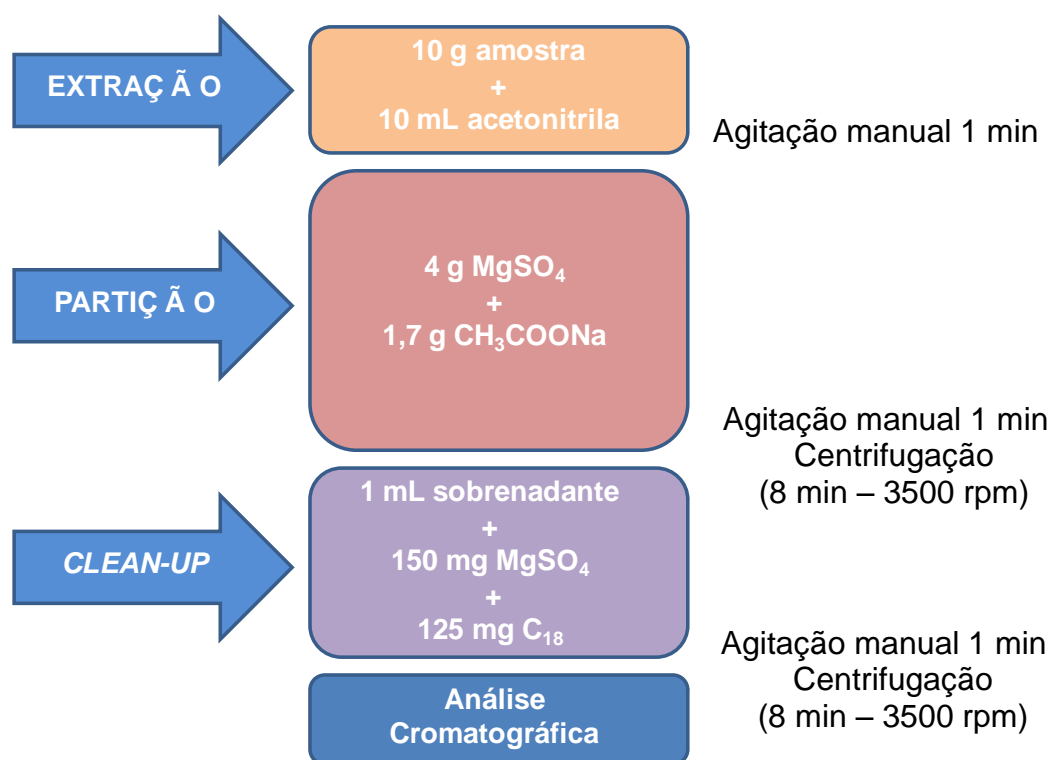 EXTRAÇ Ã O
10 g amostra
+
10 mL acetonitrila
Agitação manual 1 min
PARTIÇ Ã O
4 g MgSO₄
+
1,7 g CH₃COONa
Agitação manual 1 min
Centrifugação
(8 min – 3500 rpm)
CLEAN-UP
1 mL sobrenadante
+
150 mg MgSO₄
+
125 mg C₁₈
Agitação manual 1 min
Centrifugação
(8 min – 3500 rpm)
Análise
Cromatográfica